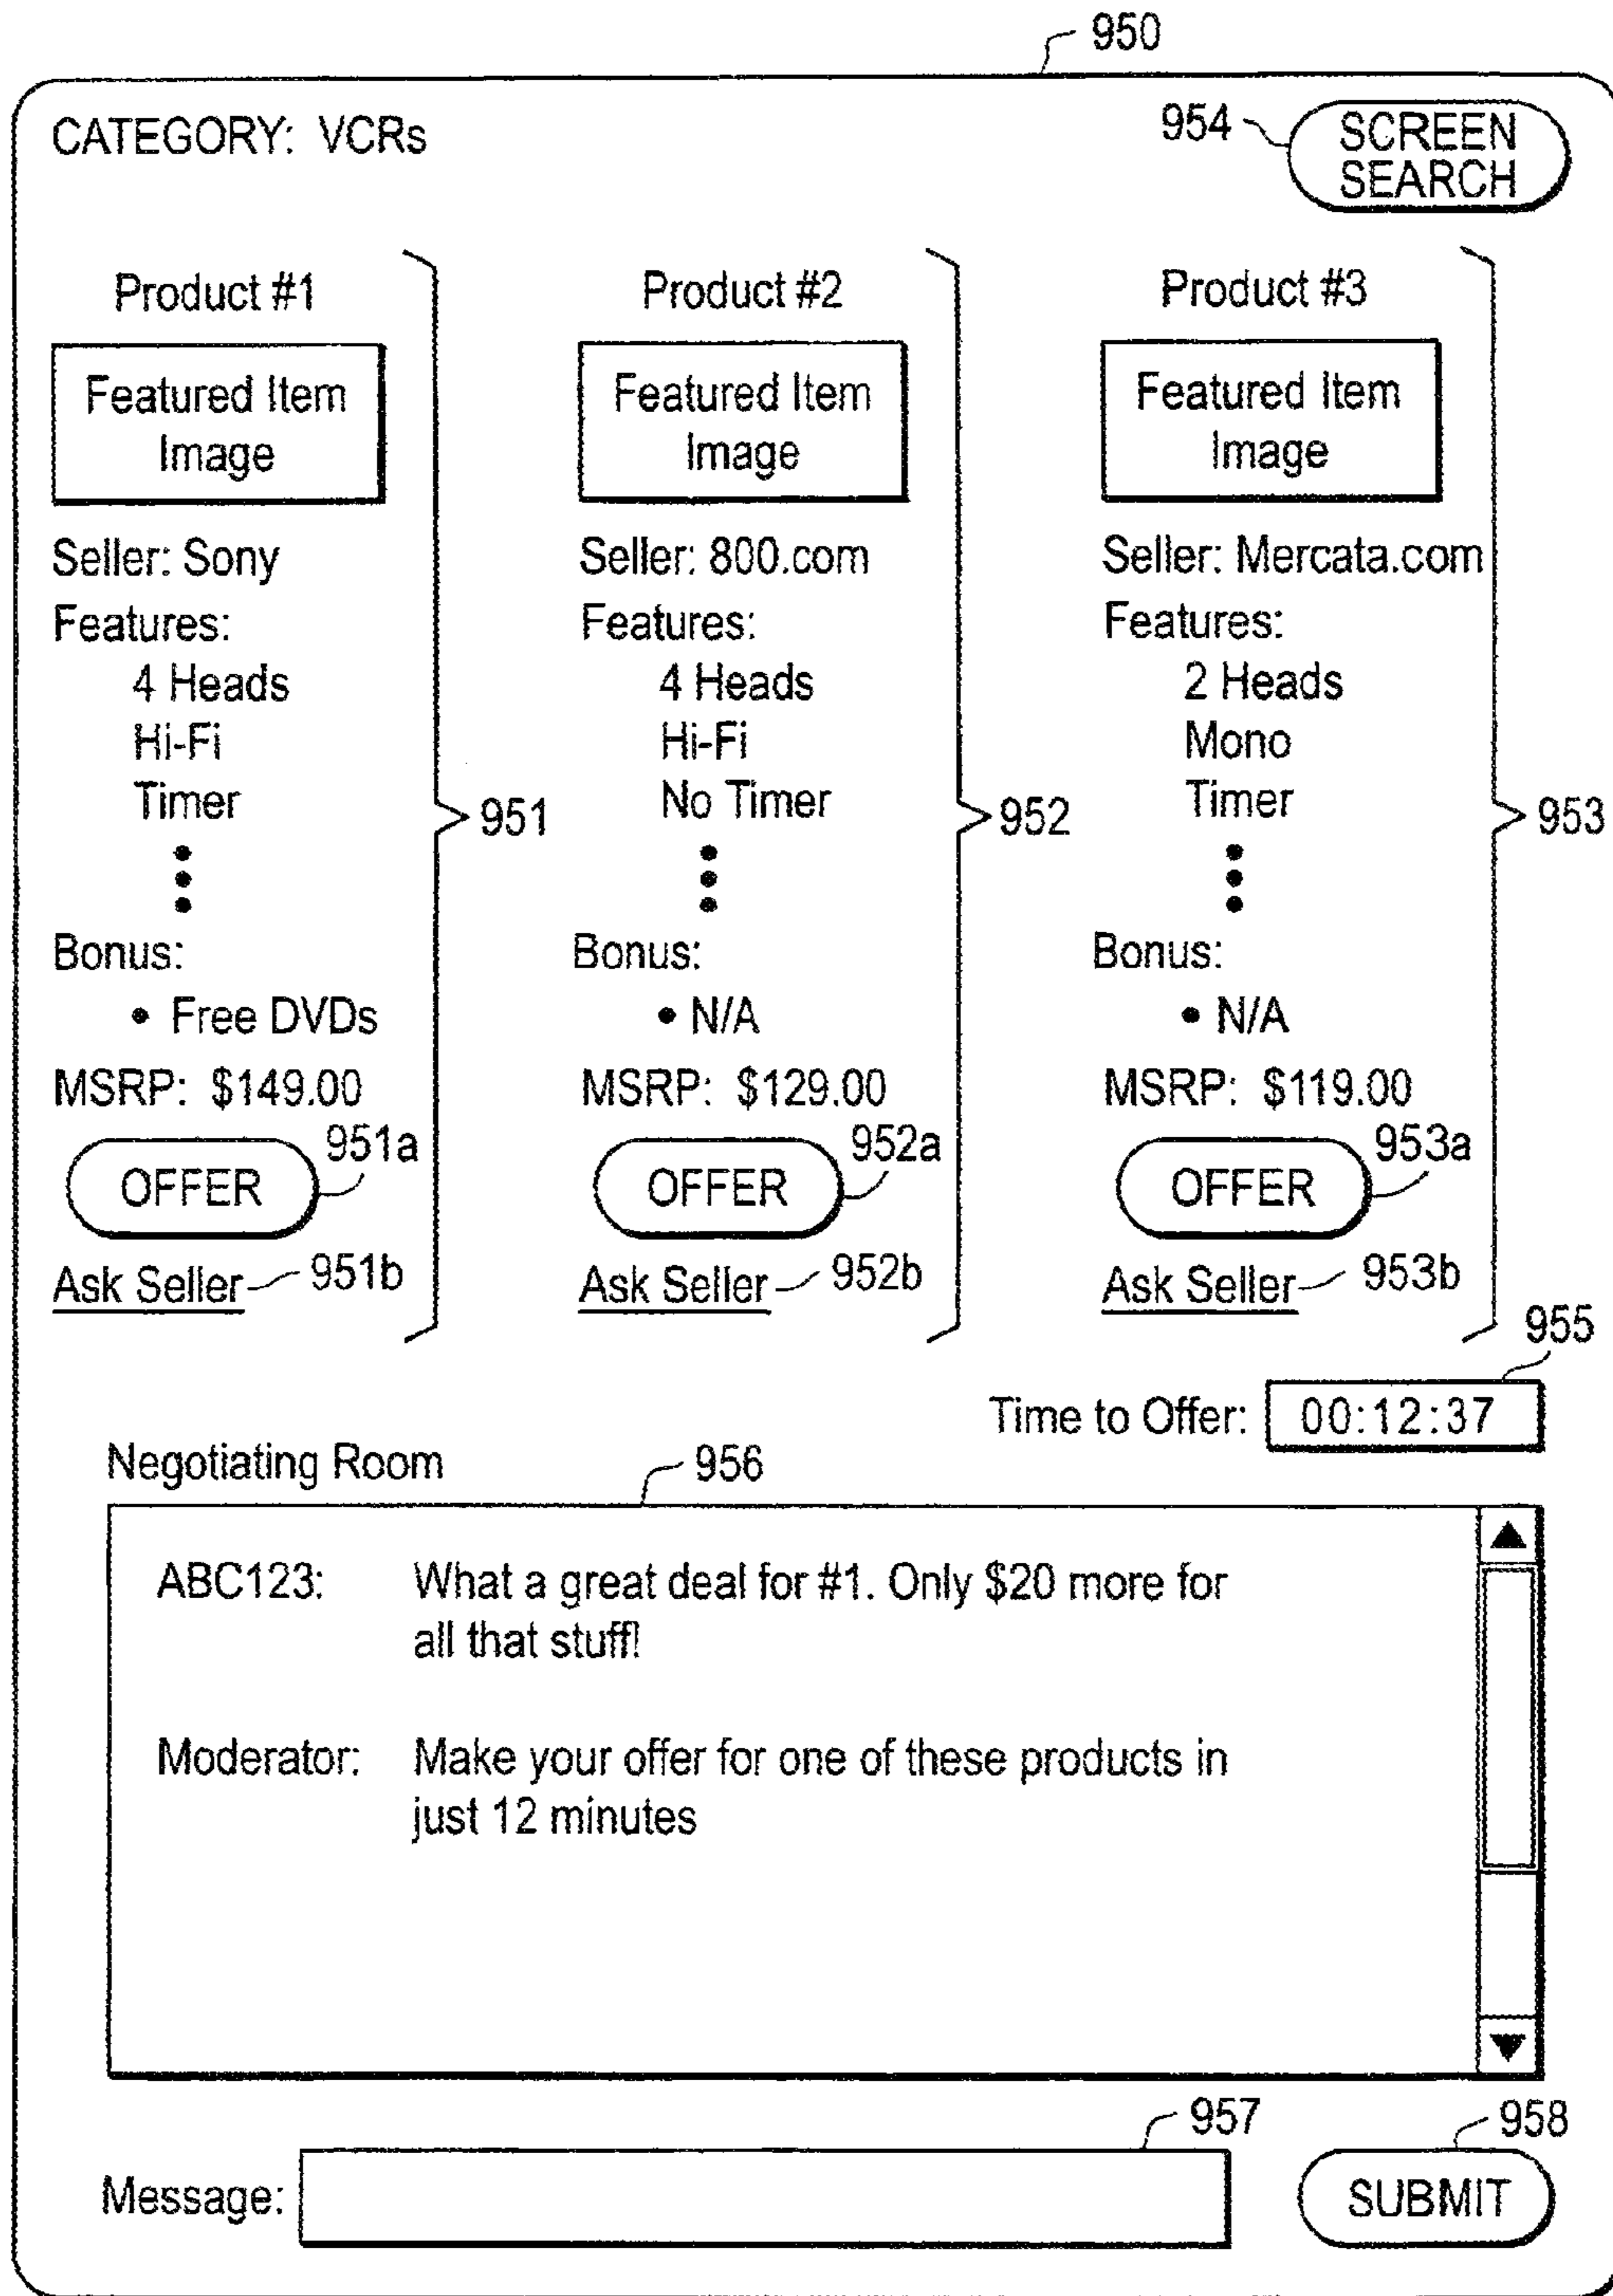 950
CATEGORY: VCRs
954
SCREEN
SEARCH
Product #1
Featured Item
Image
Seller: Sony
Features:
4 Heads
Hi-Fi
Timer
Bonus:
• Free DVDs
MSRP: $149.00
OFFER
951a
Ask Seller
951b
951
Product #2
Featured Item
Image
Seller: 800.com
Features:
4 Heads
Hi-Fi
No Timer
Bonus:
• N/A
MSRP: $129.00
OFFER
952a
Ask Seller
952b
952
Product #3
Featured Item
Image
Seller: Mercata.com
Features:
2 Heads
Mono
Timer
Bonus:
• N/A
MSRP: $119.00
OFFER
953a
Ask Seller
953b
953
955
Time to Offer: 00:12:37
Negotiating Room
956
ABC123: What a great deal for #1. Only $20 more for
all that stuff!
Moderator: Make your offer for one of these products in
just 12 minutes
957
958
Message:
SUBMIT